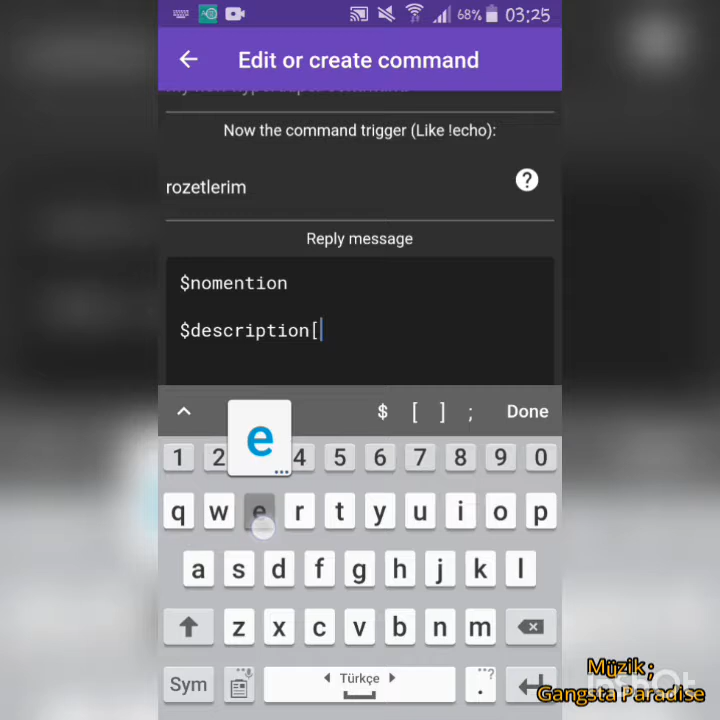 68% 03:25
Edit or create command
Now the command trigger (Like !echo):
rozetlerim
?
Reply message
$nomention
$description[
$ [ ] ; Done
e
1 2 4 5 6 7 8 9 0
q w e r t y u i o p
a s d f g h j k l
z x c v b n m
Sym Türkçe . ?
Müzik ;
InShOt
Gangsta Paradise